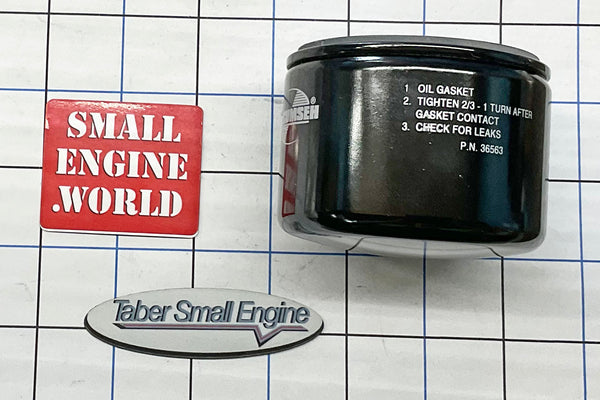 SMALL
ENGINE
.WORLD
1 OIL GASKET
2. TIGHTEN 2/3 - 1 TURN AFTER
GASKET CONTACT
3. CHECK FOR LEAKS
P.N. 36563
Taber Small Engine